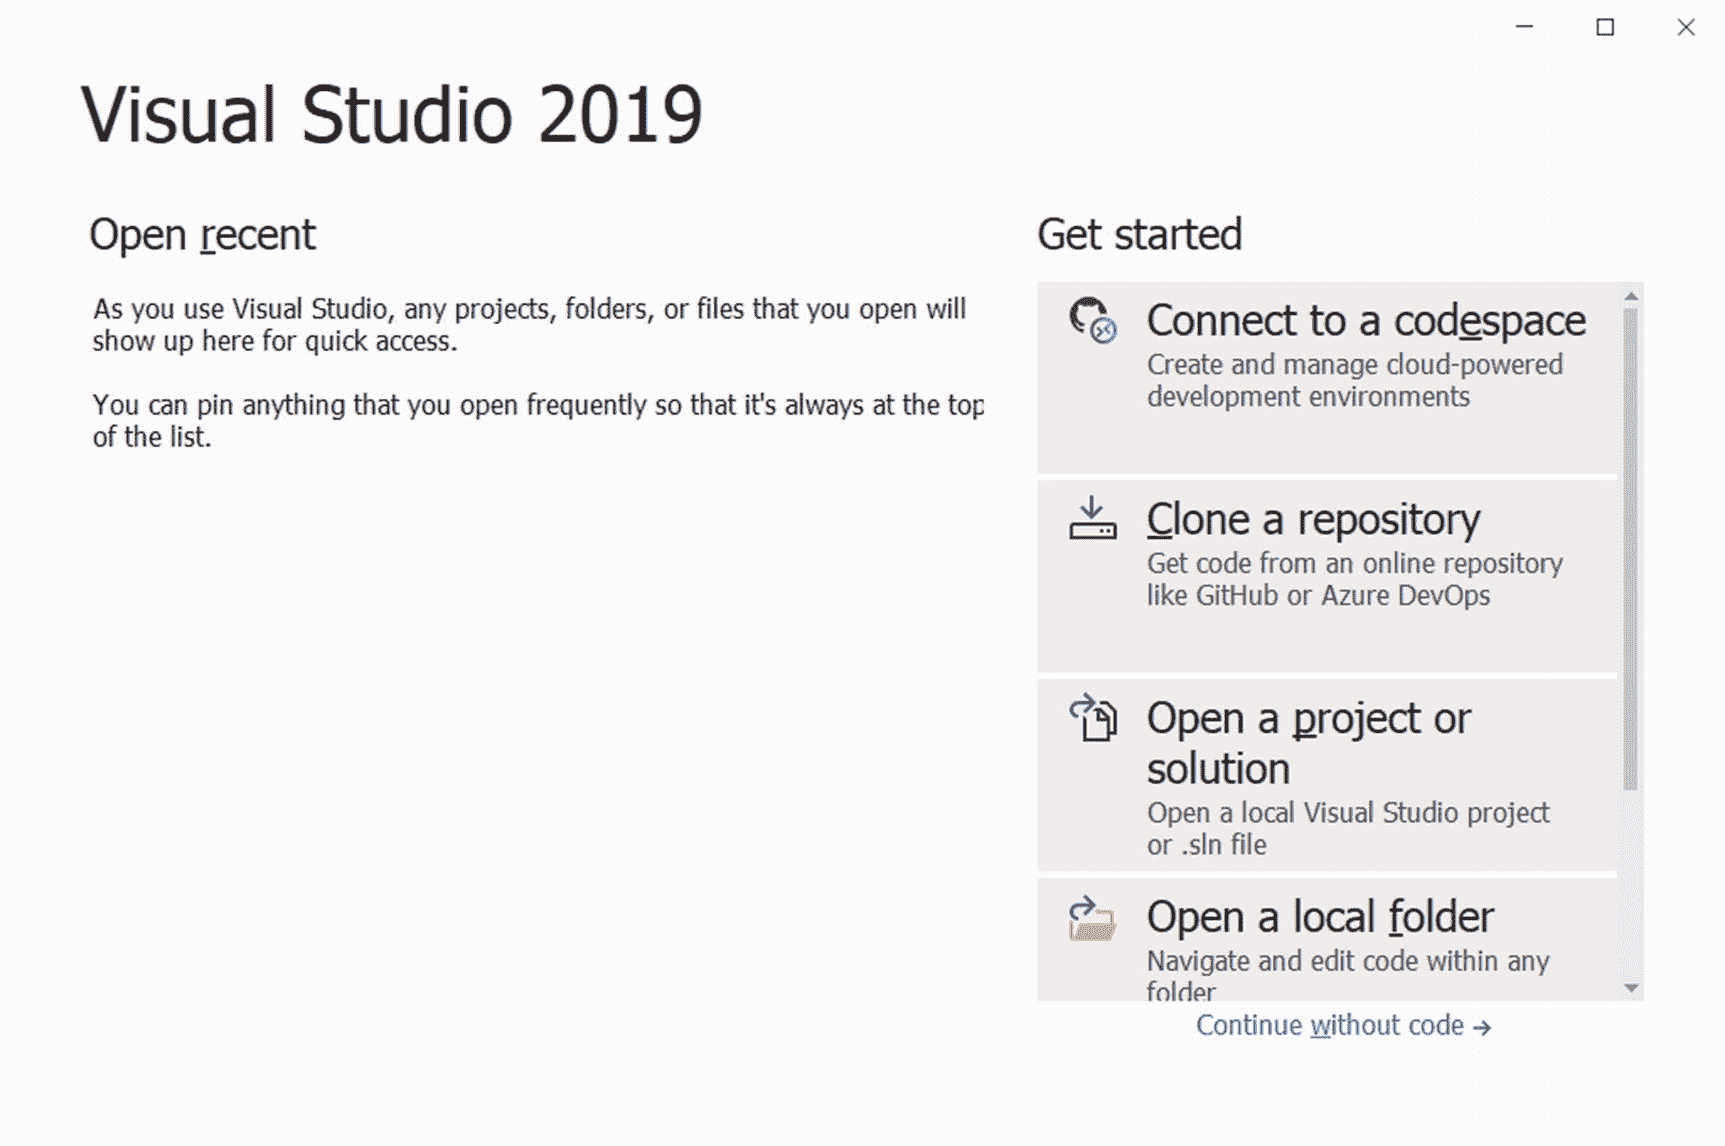 Visual Studio 2019
Open recent
As you use Visual Studio, any projects, folders, or files that you open will
show up here for quick access.
You can pin anything that you open frequently so that it's always at the top
of the list.
Get started
Connect to a codespace
Create and manage cloud-powered
development environments
Clone a repository
Get code from an online repository
like GitHub or Azure DevOps
Open a project or
solution
Open a local Visual Studio project
or .sln file
Open a local folder
Navigate and edit code within any
folder
Continue without code →